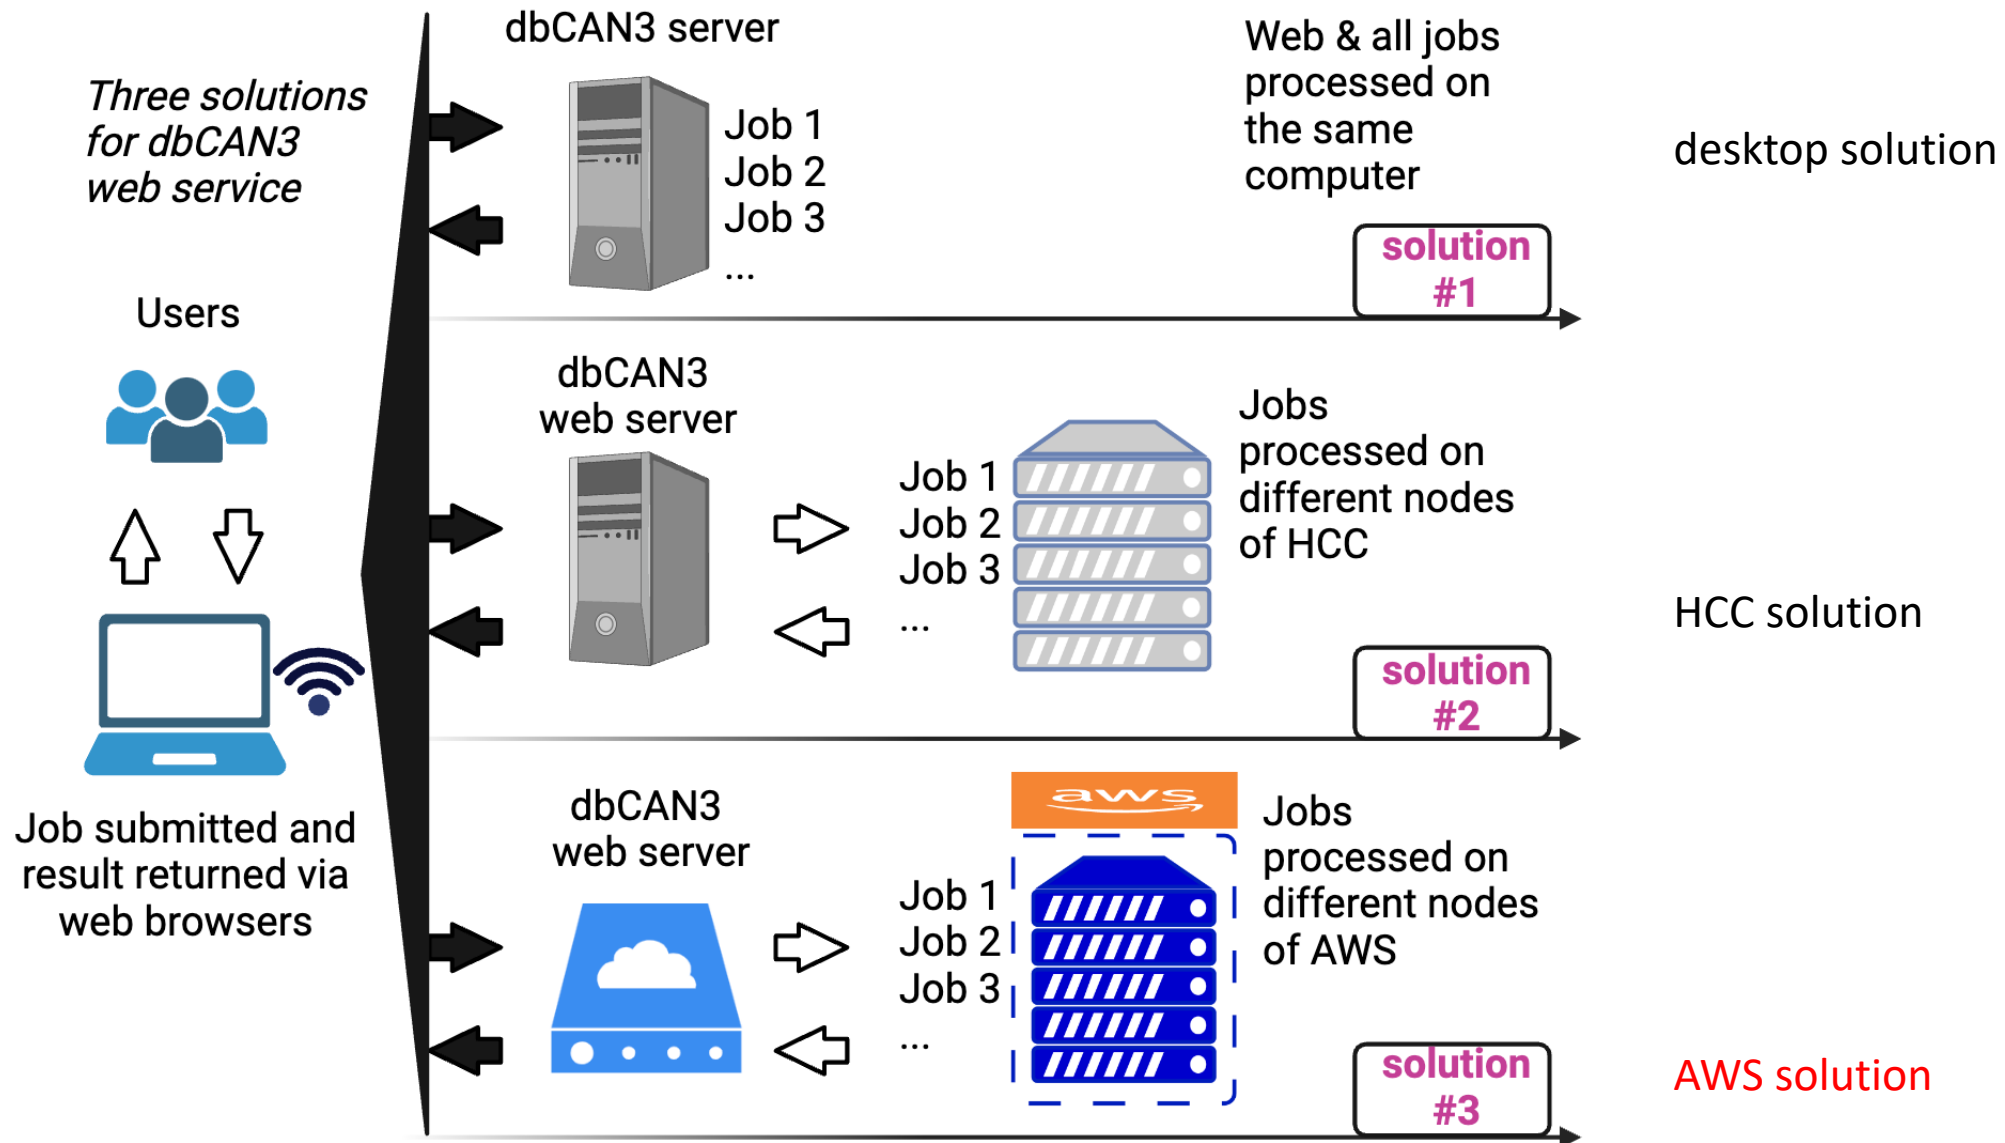 Three solutions
for dbCAN3
web service
Users
Job submitted and
result returned via
web browsers
dbCAN3 server
Job 1
Job 2
Job 3
...
Web & all jobs
processed on
the same
computer
solution
#1
desktop solution
dbCAN3
web server
Job 1
Job 2
Job 3
...
Jobs
processed on
different nodes
of HCC
solution
#2
HCC solution
dbCAN3
web server
Job 1
Job 2
Job 3
...
aws
Jobs
processed on
different nodes
of AWS
solution
#3
AWS solution